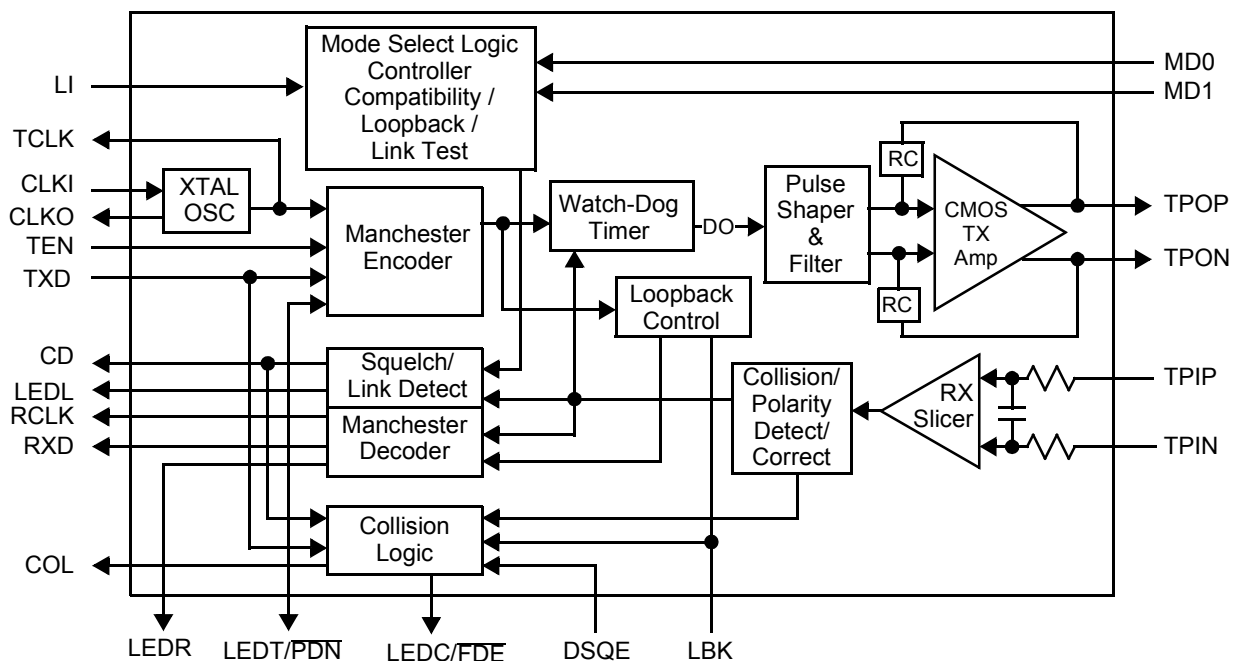 Mode Select Logic
Controller
Compatibility /
Loopback /
Link Test
LI
MD0
MD1
TCLK
CLKI
CLKO
XTAL
OSC
TEN
TXD
Manchester
Encoder
Watch-Dog
Timer
DO
Pulse
Shaper
&
Filter
RC
CMOS
TX
Amp
RC
TPOP
TPON
Loopback
Control
CD
LEDL
RCLK
RXD
Squelch/
Link Detect
Manchester
Decoder
Collision/
Polarity
Detect/
Correct
RX
Slicer
TPIP
TPIN
Collision
Logic
COL
LEDR
LEDT/P̅D̅N̅
LEDC/F̅D̅E̅
DSQE
LBK